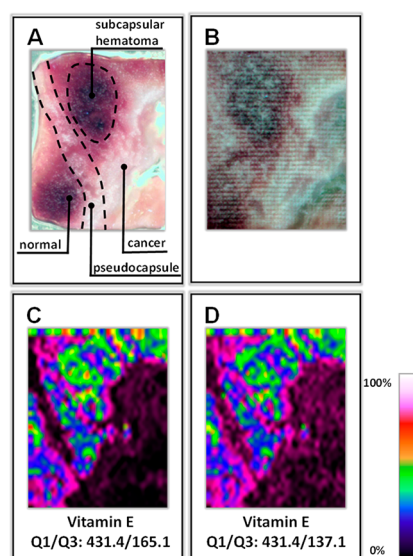 A
subcapsular
hematoma
normal
cancer
pseudocapsule
B
C
Vitamin E
Q1/Q3: 431.4/165.1
D
Vitamin E
Q1/Q3: 431.4/137.1
100%
0%